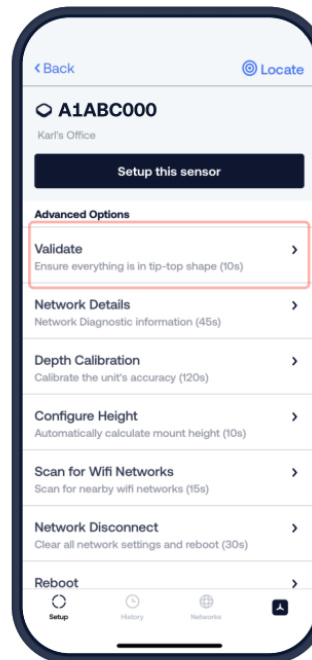 Back
Locate
A1ABC000
Karl's Office
Setup this sensor
Advanced Options
Validate
Ensure everything is in tip-top shape (10s)
Network Details
Network Diagnostic information (45s)
Depth Calibration
Calibrate the unit's accuracy (120s)
Configure Height
Automatically calculate mount height (10s)
Scan for Wifi Networks
Scan for nearby wifi networks (15s)
Network Disconnect
Clear all network settings and reboot (30s)
Reboot
Setup
History
Networks